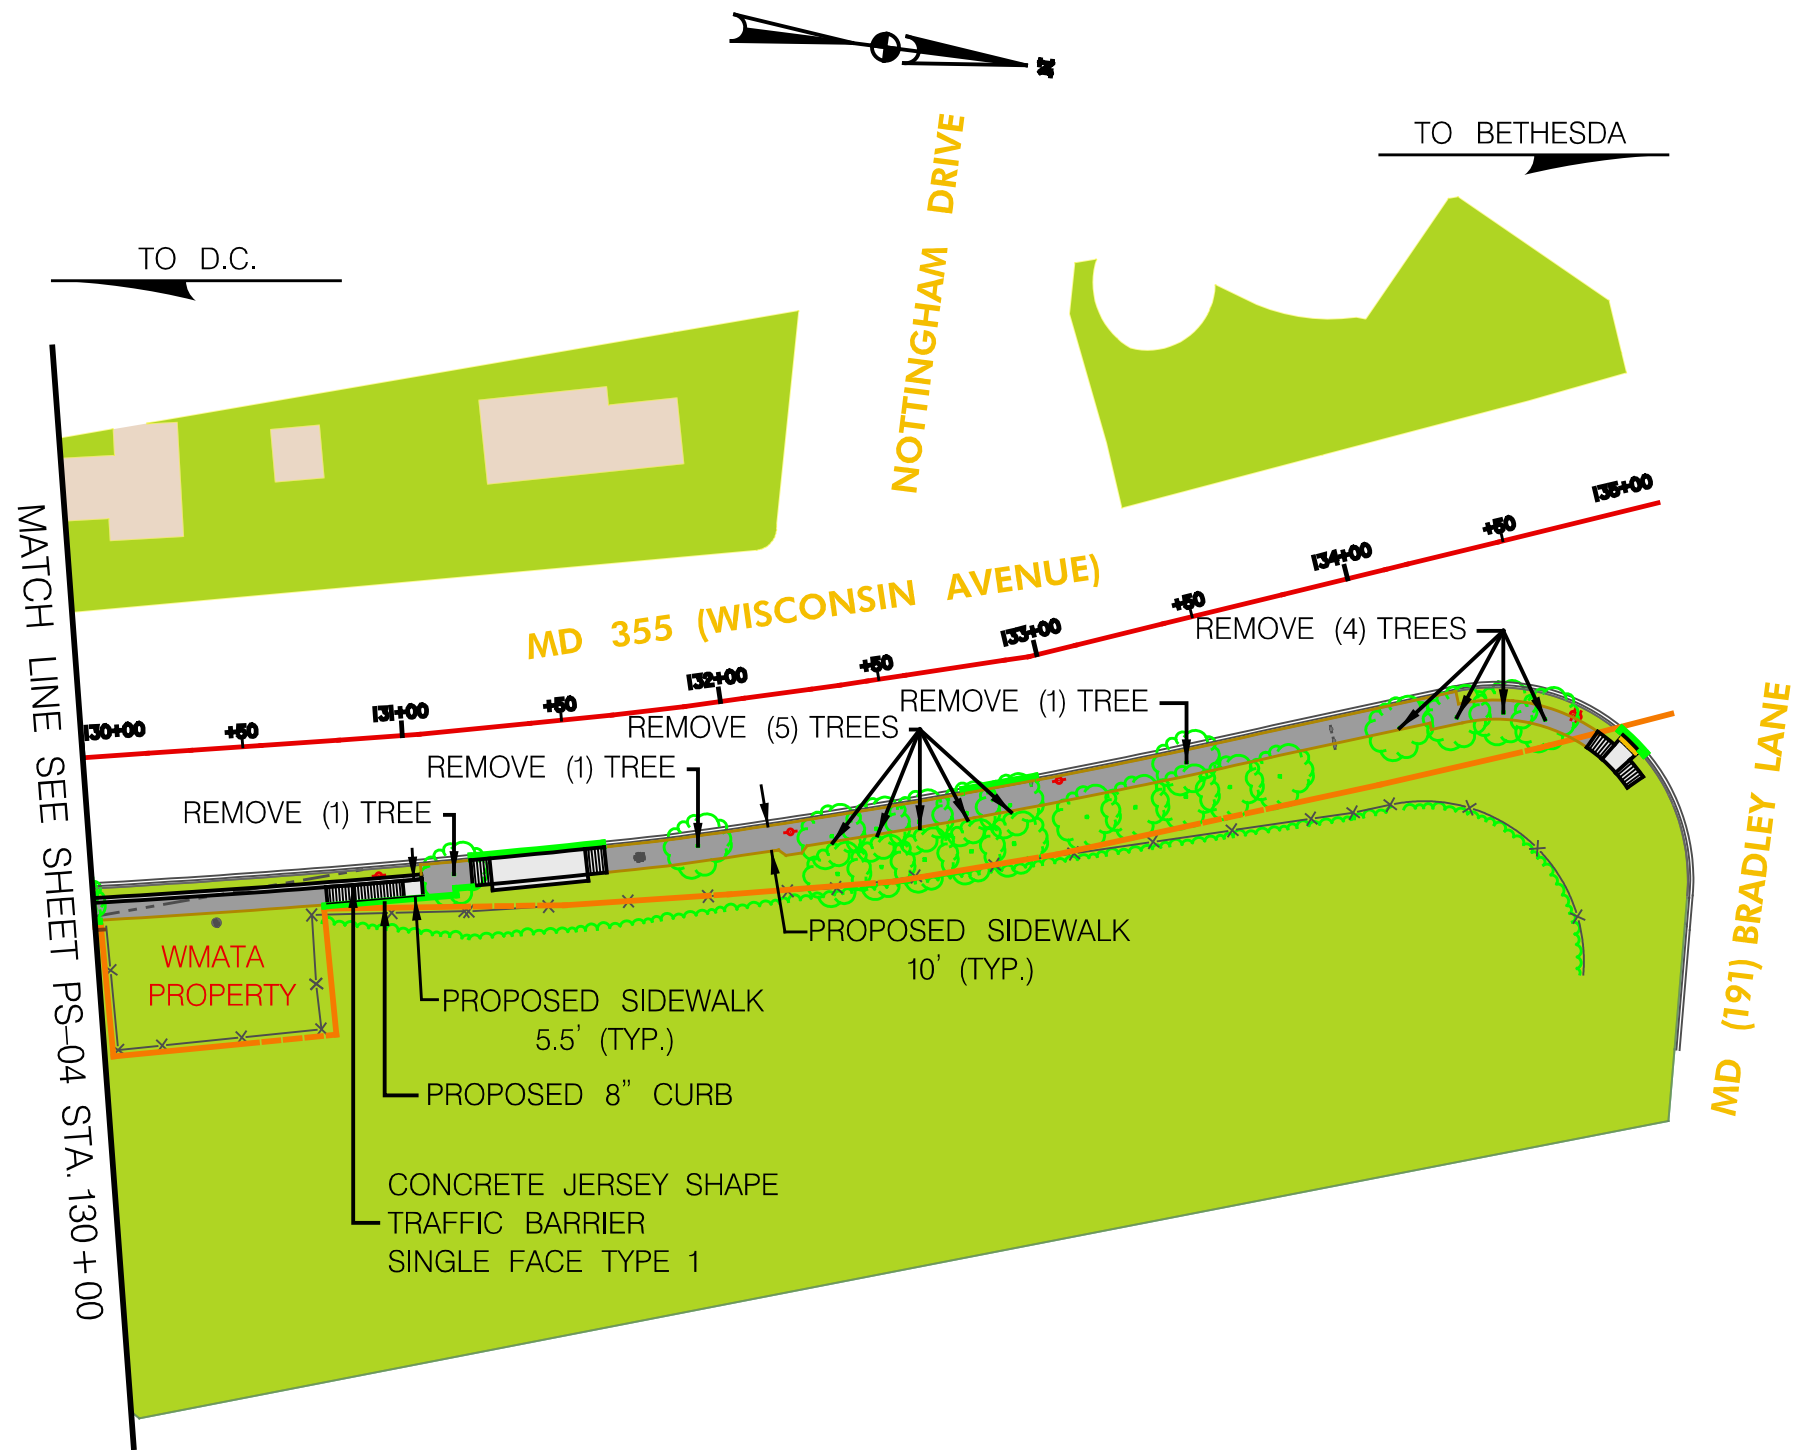 N
TO BETHESDA
NOTTINGHAM DRIVE
TO D.C.
MATCH LINE SEE SHEET PS-04 STA. 130+00
MD 355 (WISCONSIN AVENUE)
130+00
+50
131+00
+50
132+00
+50
133+00
+50
134+00
+50
135+00
REMOVE (4) TREES
REMOVE (1) TREE
REMOVE (5) TREES
REMOVE (1) TREE
REMOVE (1) TREE
MD (191) BRADLEY LANE
WMATA
PROPERTY
PROPOSED SIDEWALK
10' (TYP.)
PROPOSED SIDEWALK
5.5' (TYP.)
PROPOSED 8" CURB
CONCRETE JERSEY SHAPE
TRAFFIC BARRIER
SINGLE FACE TYPE 1